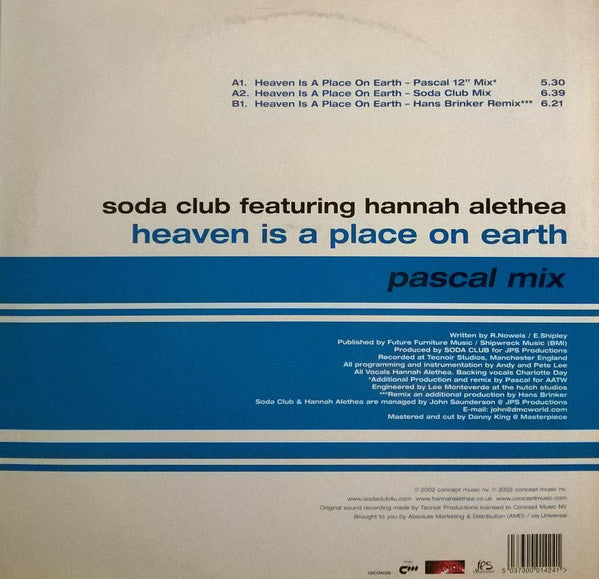 A1. Heaven Is A Place On Earth - Pascal 12" Mix* 5.30
A2. Heaven Is A Place On Earth - Soda Club Mix 6.39
B1. Heaven Is A Place On Earth - Hans Brinker Remix*** 6.21
soda club featuring hannah alethea
heaven is a place on earth
pascal mix
Written by R.Nowels / E.Shipley
Published by Future Furniture Music / Shipwreck Music (BMI)
Produced by SODA CLUB for JPS Productions
Recorded at Tecnoir Studios, Manchester England
All programming and instrumentation by Andy and Pete Lee
All Vocals Hannah Alethea. Backing vocals Charlotte Day
*Additional Production and remix by Pascal for AATW
Engineered by Lee Monteverde at the hutch studios
***Remix an additional production by Hans Brinker
Soda Club & Hannah Alethea are managed by John Saunderson @ JPS Productions
E-mail: john@dmcworld.com
Mastered and cut by Danny King @ Masterpiece
℗ 2002 concept music nv. © 2002 concept music nv.
www.sodaclub4u.com www.hannahalethea.co.uk www.conceptmusic.com
Original sound recording made by Tecnoir Productions licensed to Concept Music NV
Brought to you by Absolute Marketing & Distribution (AMD) / via Universal
12CON29
5 037300 014241 >